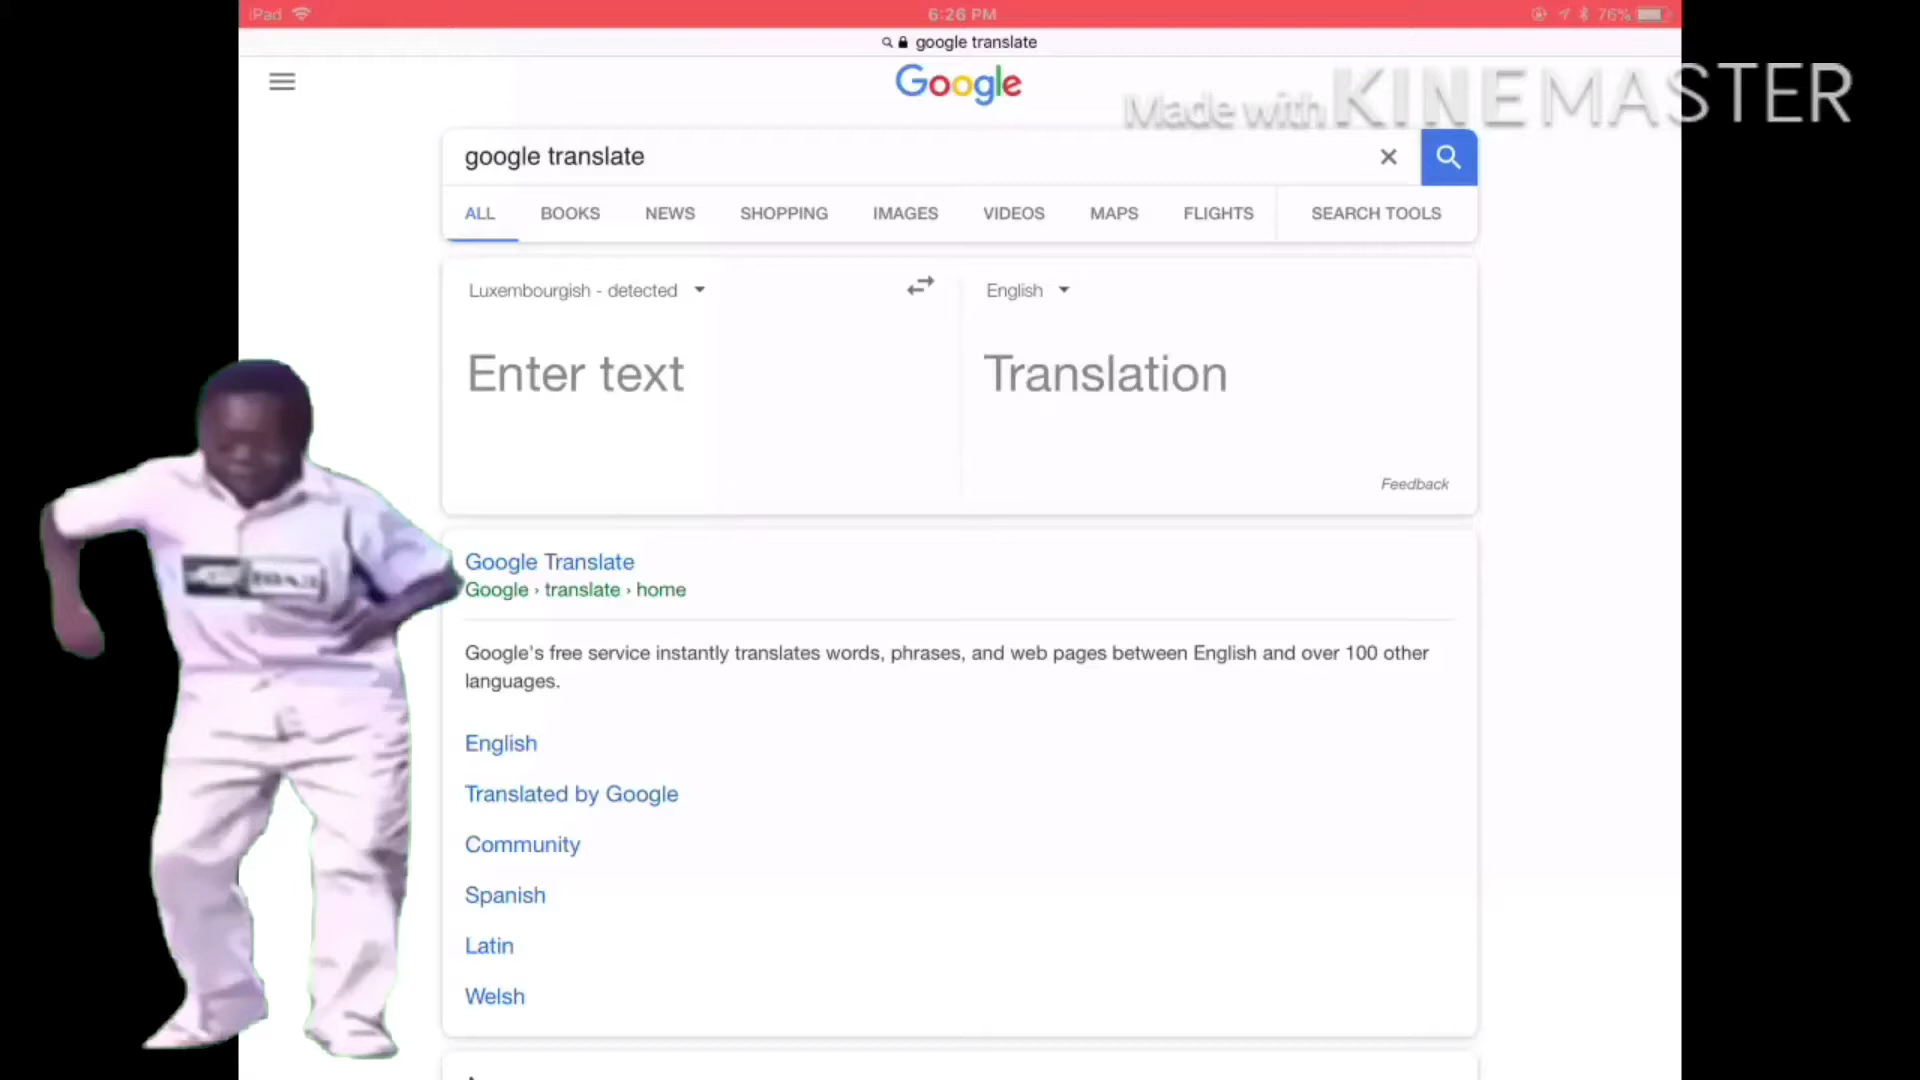 iPad
6:26 PM
76%
google translate
Google
Made with KINEMASTER
google translate
ALL BOOKS NEWS SHOPPING IMAGES VIDEOS MAPS FLIGHTS SEARCH TOOLS
Luxembourgish - detected
English
Enter text
Translation
Feedback
Google Translate
Google › translate › home
Google's free service instantly translates words, phrases, and web pages between English and over 100 other
languages.
English
Translated by Google
Community
Spanish
Latin
Welsh